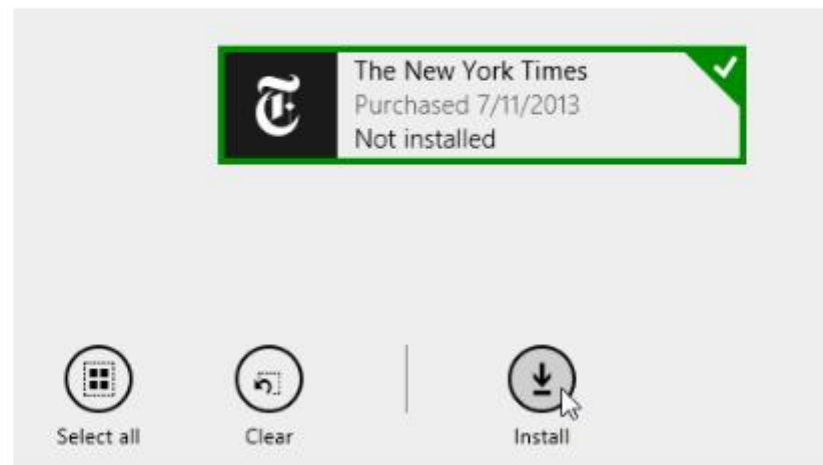 The New York Times
Purchased 7/11/2013
Not installed
Select all
Clear
Install